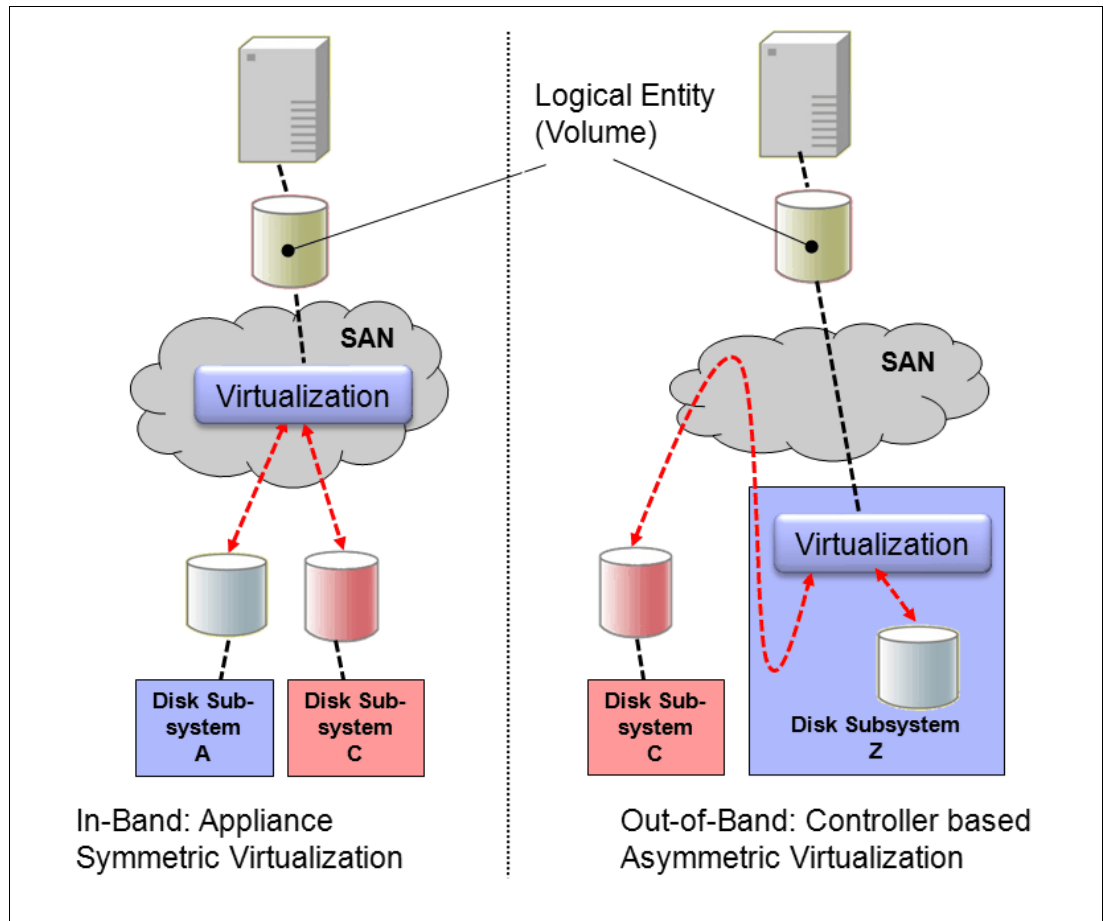 Logical Entity
(Volume)
SAN
Virtualization
Disk Sub-
system
A
Disk Sub-
system
C
In-Band: Appliance
Symmetric Virtualization
SAN
Virtualization
Disk Sub-
system
C
Disk Subsystem
Z
Out-of-Band: Controller based
Asymmetric Virtualization